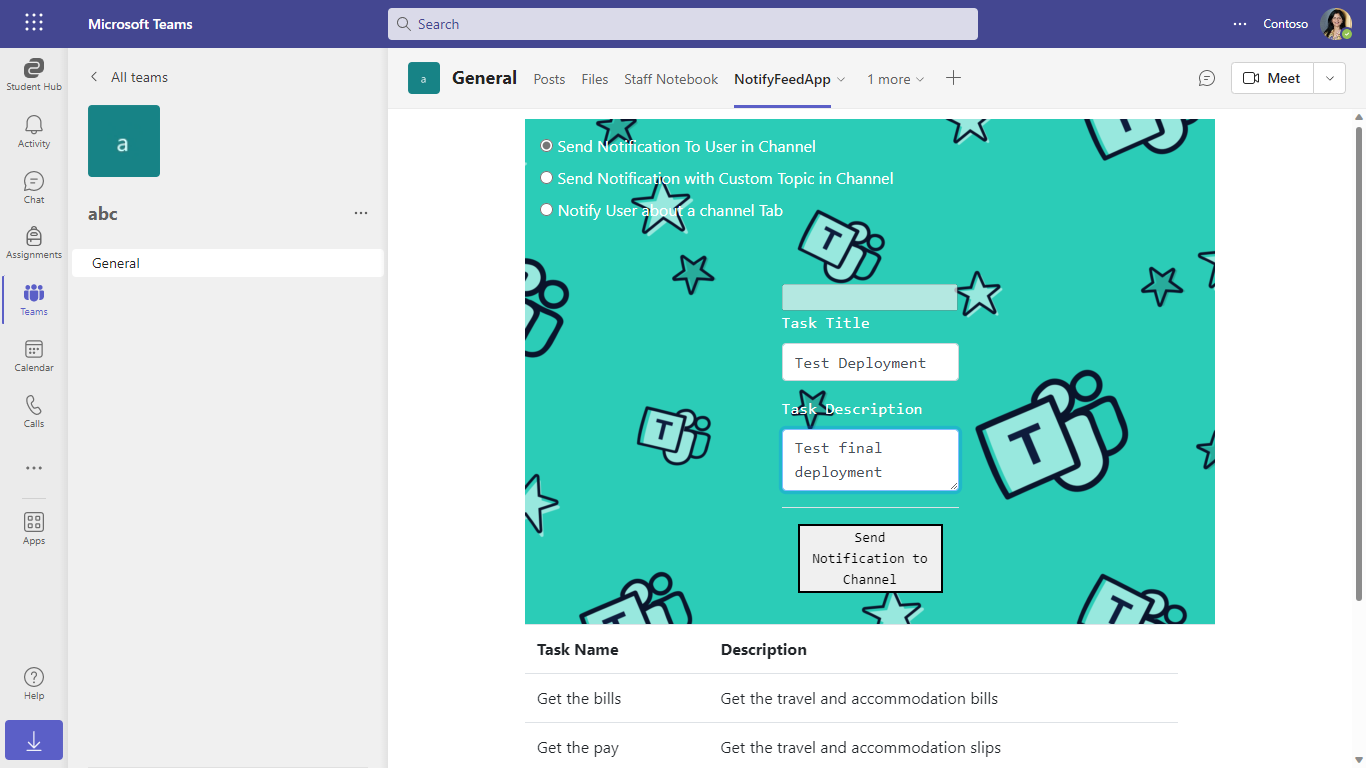 Microsoft Teams
Search
Contoso
Student Hub
Activity
Chat
Assignments
Teams
Calendar
Calls
Apps
Help
All teams
a
abc
General
a
General
Posts
Files
Staff Notebook
NotifyFeedApp
1 more
Meet
Send Notification To User in Channel
Send Notification with Custom Topic in Channel
Notify User about a channel Tab
Task Title
Test Deployment
Task Description
Test final
deployment
Send
Notification to
Channel
T
T
T
T
T
T
Task Name Description
Get the bills Get the travel and accommodation bills
Get the pay Get the travel and accommodation slips